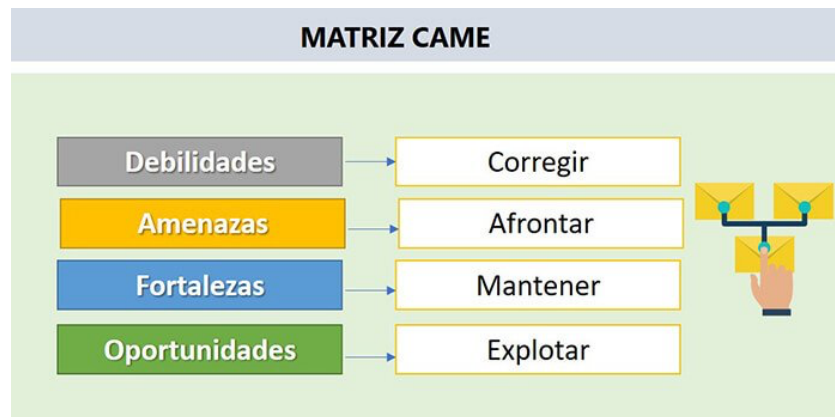 MATRIZ CAME
Debilidades
Corregir
Amenazas
Afrontar
Fortalezas
Mantener
Oportunidades
Explotar